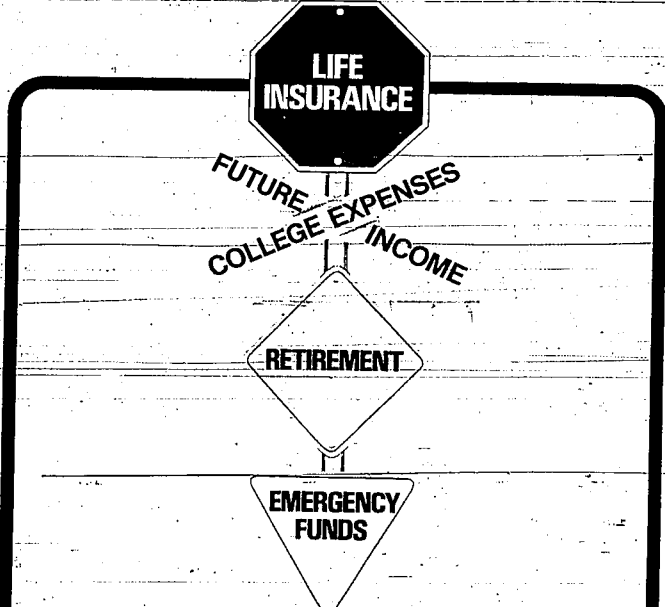 LIFE
INSURANCE
FUTURE INCOME
COLLEGE EXPENSES
RETIREMENT
EMERGENCY
FUNDS